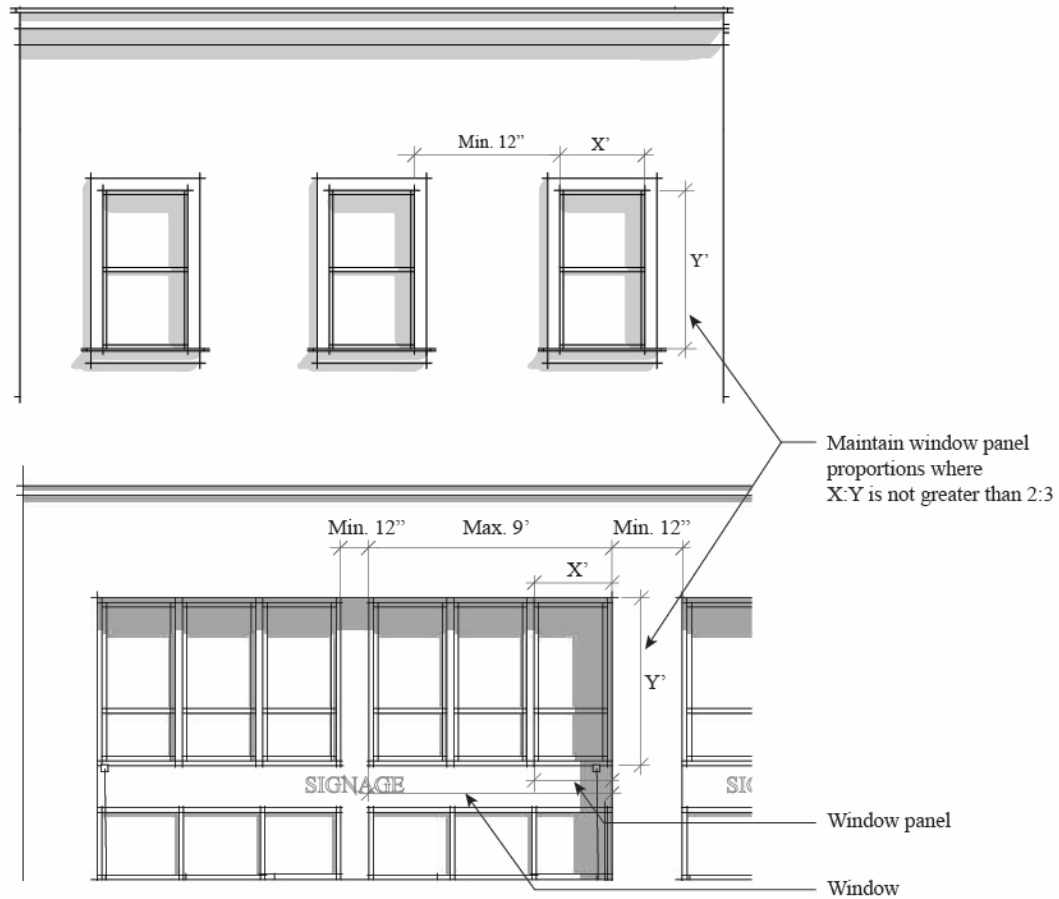 Min. 12” X’
Y’
Maintain window panel
proportions where
X:Y is not greater than 2:3
Min. 12” Max. 9’ Min. 12”
X’
Y’
SIGNAGE SIG
Window panel
Window